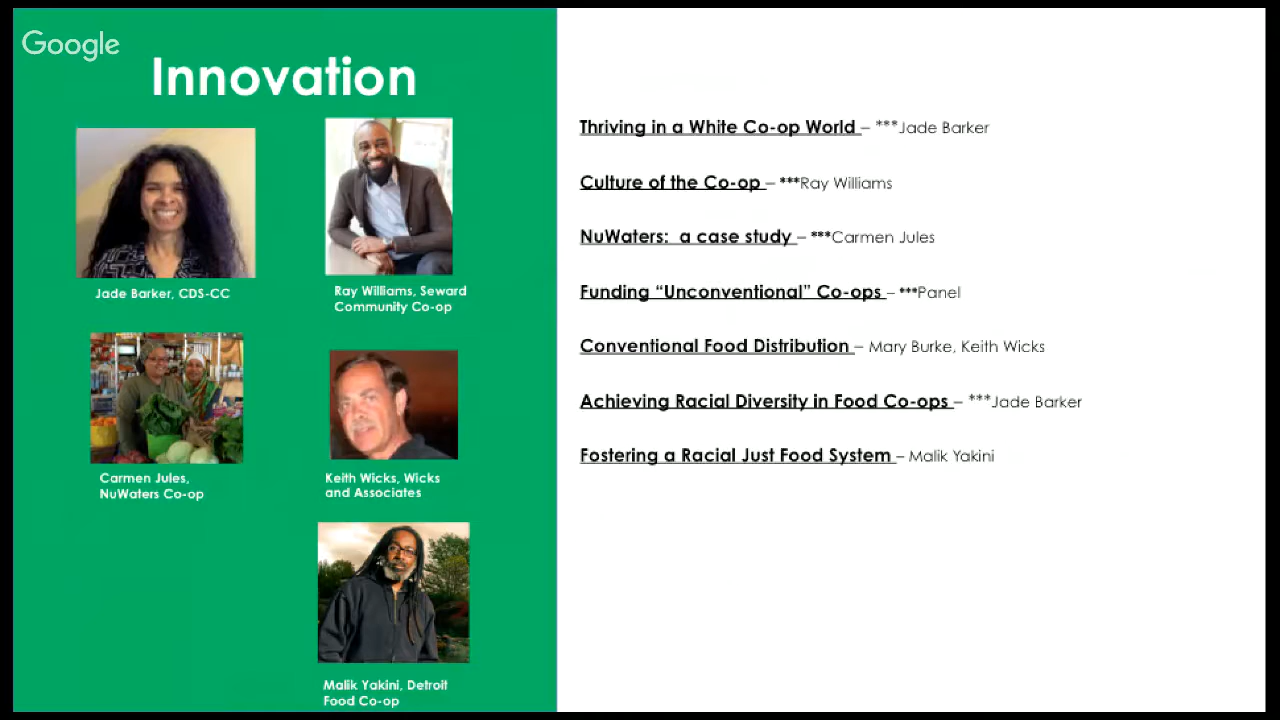 Google
Innovation
Jade Barker, CDS-CC
Ray Williams, Seward
Community Co-op
Carmen Jules,
NuWaters Co-op
Keith Wicks, Wicks
and Associates
Malik Yakini, Detroit
Food Co-op
Thriving in a White Co-op World – ***Jade Barker
Culture of the Co-op – ***Ray Williams
NuWaters:  a case study – ***Carmen Jules
Funding “Unconventional” Co-ops – ***Panel
Conventional Food Distribution – Mary Burke, Keith Wicks
Achieving Racial Diversity in Food Co-ops – ***Jade Barker
Fostering a Racial Just Food System – Malik Yakini